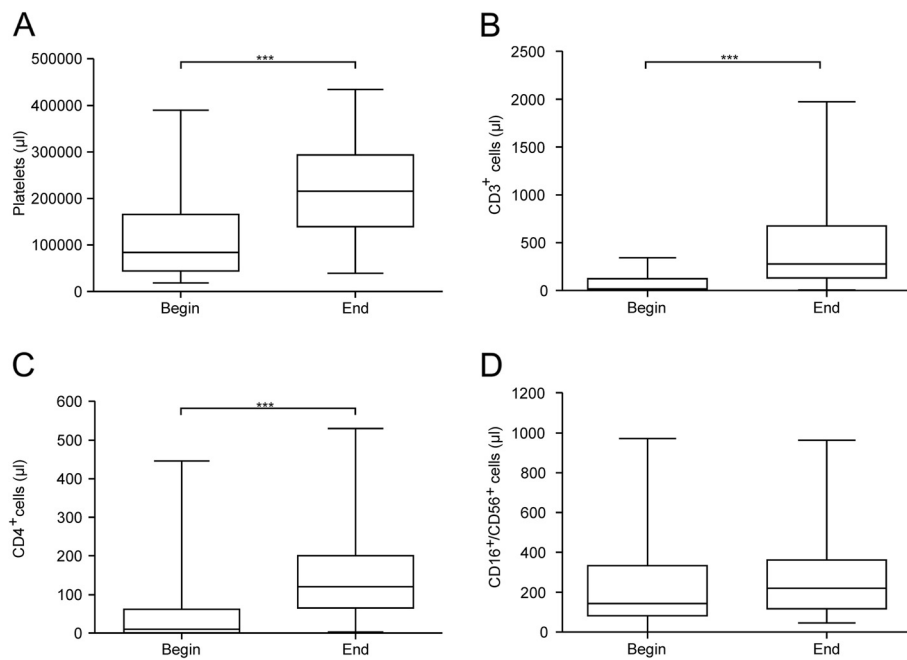 A
Platelets (µl)
500000
400000
300000
200000
100000
0
***
Begin
End
B
CD3+ cells (µl)
2500
2000
1500
1000
500
0
***
Begin
End
C
CD4+ cells (µl)
600
500
400
300
200
100
0
***
Begin
End
D
CD16+/CD56+ cells (µl)
1200
1000
800
600
400
200
0
Begin
End